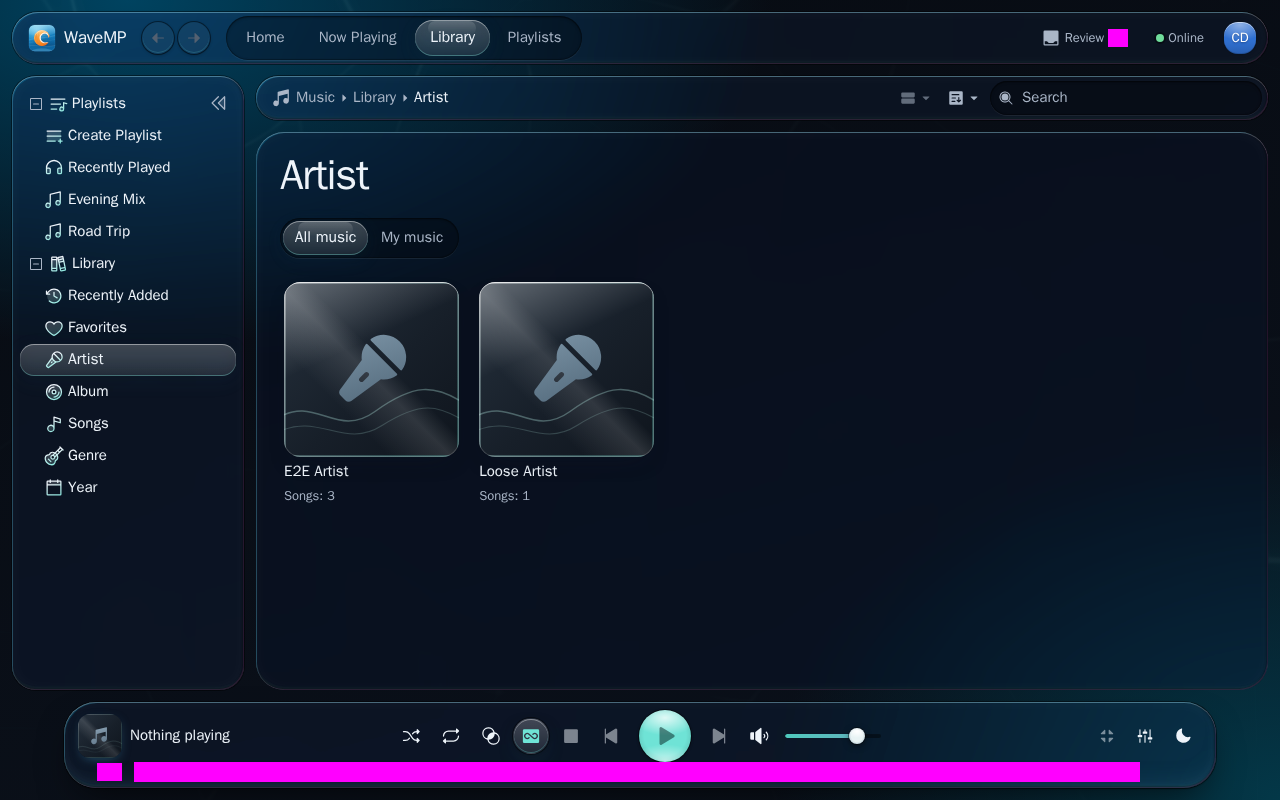 WaveMP
Home
Now Playing
Library
Playlists
Review
Online
CD
Playlists
Create Playlist
Recently Played
Evening Mix
Road Trip
Library
Recently Added
Favorites
Artist
Album
Songs
Genre
Year
Music
Library
Artist
Search
Artist
All music
My music
E2E Artist
Songs: 3
Loose Artist
Songs: 1
Nothing playing